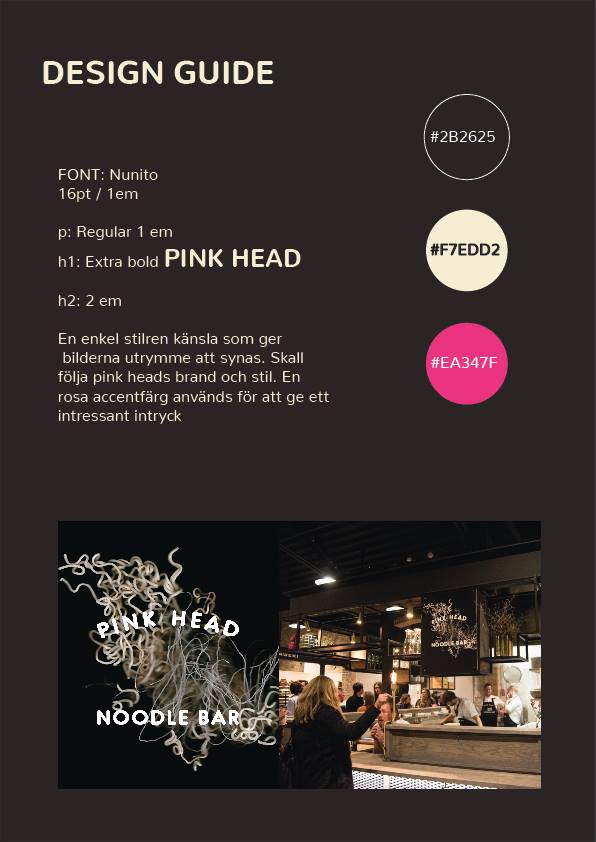 DESIGN GUIDE
#2B2625
FONT: Nunito
16pt / 1em
p: Regular 1 em
#F7EDD2
h1: Extra bold PINK HEAD
h2: 2 em
En enkel stilren känsla som ger
bilderna utrymme att synas. Skall
följa pink heads brand och stil. En
rosa accentfärg används för att ge ett
intressant intryck
#EA347F
PINK HEAD
NOODLE BAR
PINK HEAD
NOODLE BAR